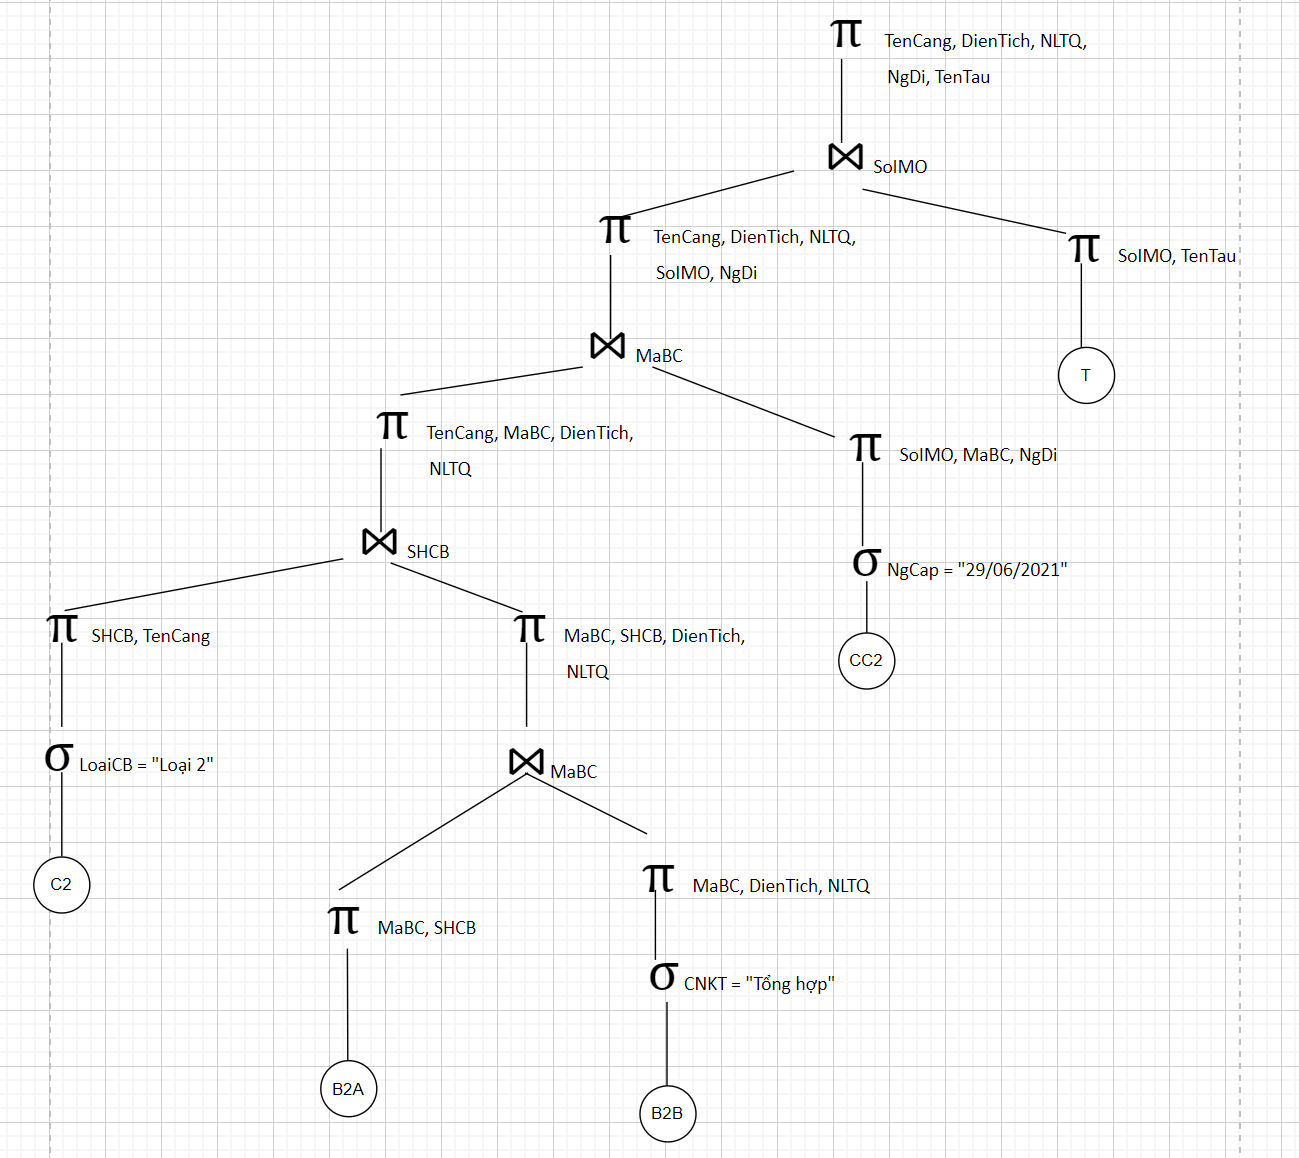 π TenCang, DienTich, NLTQ,
NgDi, TenTau
⋈ SoIMO
π TenCang, DienTich, NLTQ,
SoIMO, NgDi
π SoIMO, TenTau
⋈ MaBC
T
π TenCang, MaBC, DienTich,
NLTQ
π SoIMO, MaBC, NgDi
⋈ SHCB
σ NgCap = "29/06/2021"
π SHCB, TenCang
π MaBC, SHCB, DienTich,
NLTQ
CC2
σ LoaiCB = "Loại 2"
⋈ MaBC
C2
π MaBC, DienTich, NLTQ
π MaBC, SHCB
σ CNKT = "Tổng hợp"
B2A
B2B